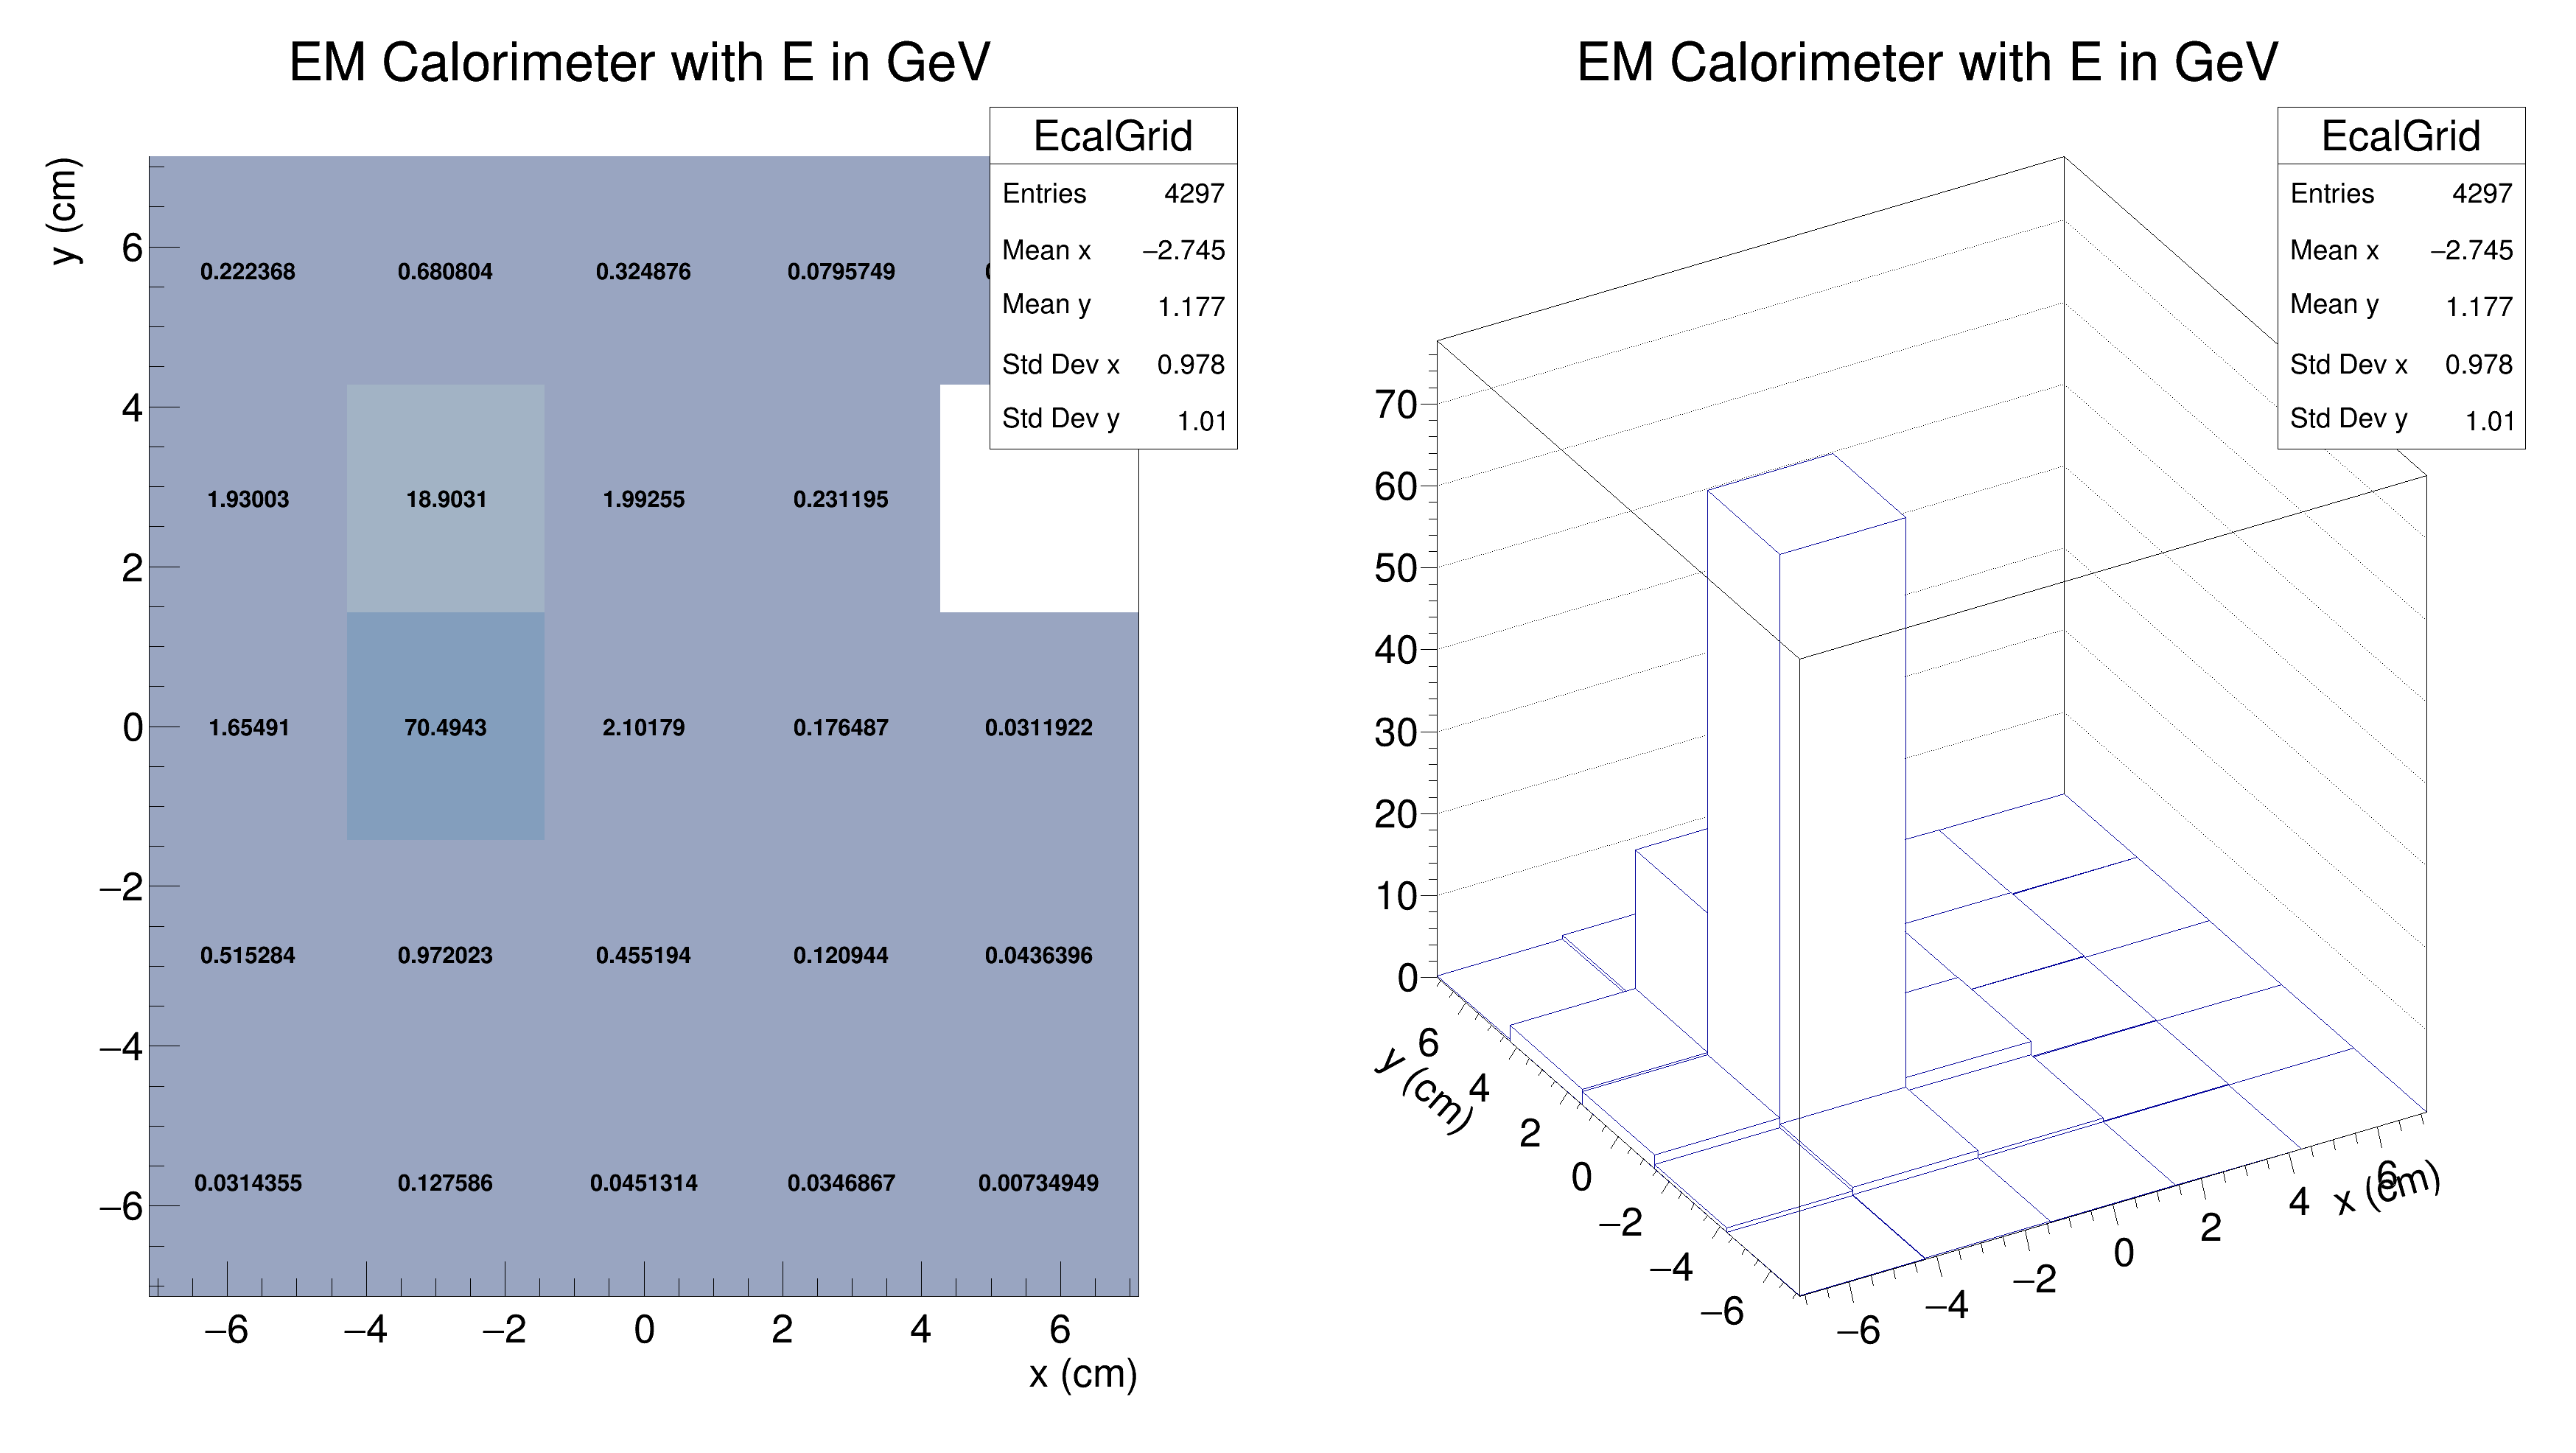 EM Calorimeter with E in GeV
EcalGrid
Entries 4297
Mean x −2.745
Mean y 1.177
Std Dev x 0.978
Std Dev y 1.01
y (cm)
6
4
2
0
−2
−4
−6
0.222368 0.680804 0.324876 0.0795749
1.93003 18.9031 1.99255 0.231195
1.65491 70.4943 2.10179 0.176487 0.0311922
0.515284 0.972023 0.455194 0.120944 0.0436396
0.0314355 0.127586 0.0451314 0.0346867 0.00734949
−6 −4 −2 0 2 4 6
x (cm)
EM Calorimeter with E in GeV
EcalGrid
Entries 4297
Mean x −2.745
Mean y 1.177
Std Dev x 0.978
Std Dev y 1.01
70
60
50
40
30
20
10
0
6
4
2
0
−2
−4
−6
y (cm)
−6 −4 −2 0 2 4 6
x (cm)